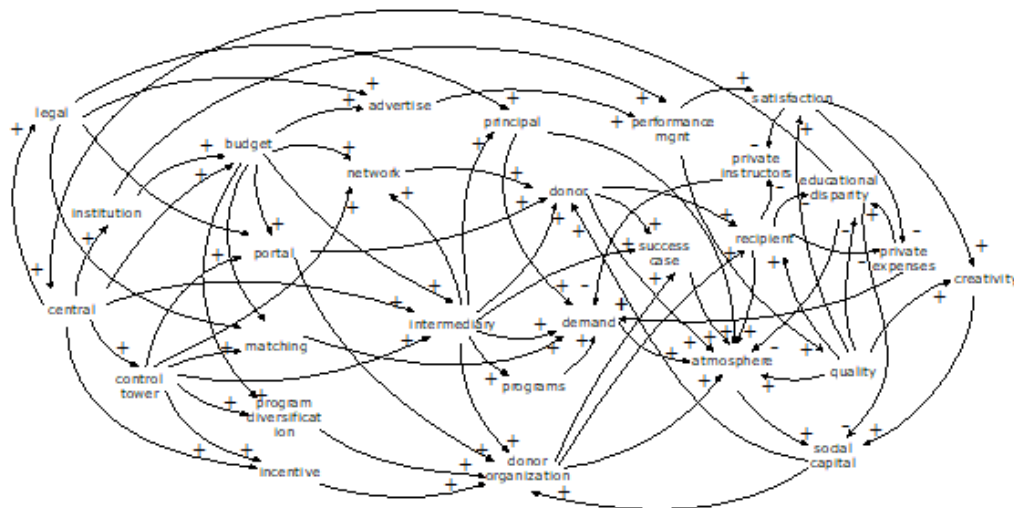 legal
advertise
principal
performance
mgnt
satisfaction
budget
network
private
instructors
educational
disparity
donor
institution
portal
success
case
recipient
private
expenses
creativity
central
intermediary
demand
matching
atmosphere
quality
control
tower
programs
program
diversificat
ion
incentive
donor
organization
social
capital